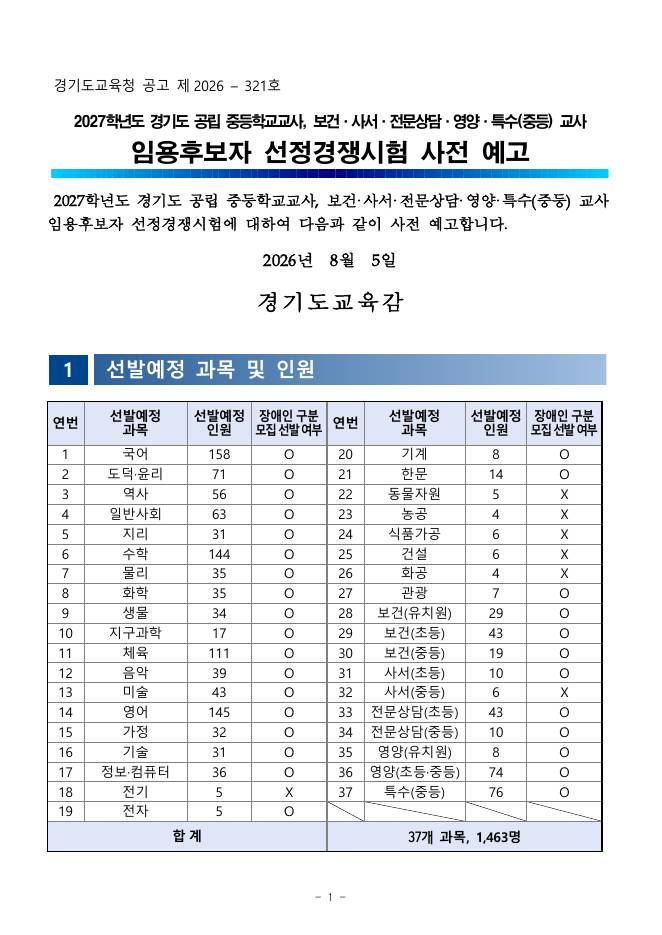 경기도교육청 공고 제 2026 – 321호
2027학년도 경기도 공립 중등학교교사, 보건 · 사서 · 전문상담 · 영양 · 특수(중등) 교사
임용후보자 선정경쟁시험 사전 예고
2027학년도 경기도 공립 중등학교교사, 보건·사서·전문상담·영양·특수(중등) 교사
임용후보자 선정경쟁시험에 대하여 다음과 같이 사전 예고합니다.
2026년 8월 5일
경기도교육감
1 선발예정 과목 및 인원
연번 선발예정 과목 선발예정 인원 장애인 구분 모집 선발 여부 연번 선발예정 과목 선발예정 인원 장애인 구분 모집 선발 여부
1 국어 158 O 20 기계 8 O
2 도덕·윤리 71 O 21 한문 14 O
3 역사 56 O 22 동물자원 5 X
4 일반사회 63 O 23 농공 4 X
5 지리 31 O 24 식품가공 6 X
6 수학 144 O 25 건설 6 X
7 물리 35 O 26 화공 4 X
8 화학 35 O 27 관광 7 O
9 생물 34 O 28 보건(유치원) 29 O
10 지구과학 17 O 29 보건(초등) 43 O
11 체육 111 O 30 보건(중등) 19 O
12 음악 39 O 31 사서(초등) 10 O
13 미술 43 O 32 사서(중등) 6 X
14 영어 145 O 33 전문상담(초등) 43 O
15 가정 32 O 34 전문상담(중등) 10 O
16 기술 31 O 35 영양(유치원) 8 O
17 정보·컴퓨터 36 O 36 영양(초등·중등) 74 O
18 전기 5 X 37 특수(중등) 76 O
19 전자 5 O
합 계 37개 과목, 1,463명
– 1 –